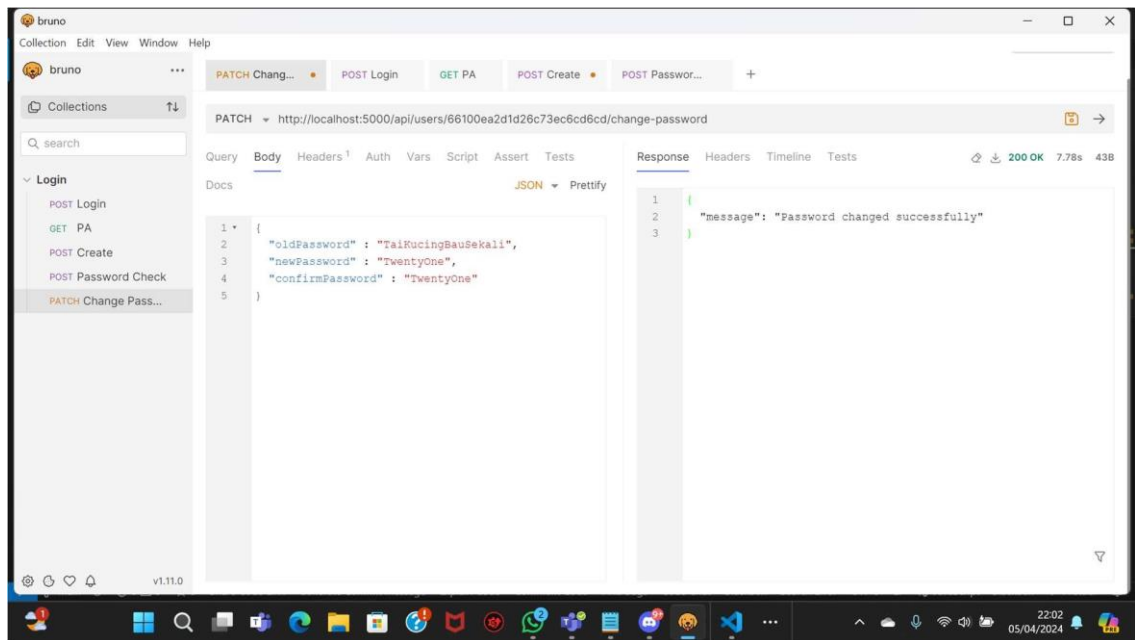 bruno
Collection Edit View Window Help
bruno
PATCH Chang...
POST Login
GET PA
POST Create
POST Passwor...
Collections
search
Login
POST Login
GET PA
POST Create
POST Password Check
PATCH Change Pass...
v1.11.0
PATCH http://localhost:5000/api/users/66100ea2d1d26c73ec6cd6cd/change-password
Query Body Headers 1 Auth Vars Script Assert Tests
Docs JSON Prettify
1 {
2 "oldPassword" : "TaiKucingBauSekali",
3 "newPassword" : "TwentyOne",
4 "confirmPassword" : "TwentyOne"
5 }
Response Headers Timeline Tests 200 OK 7.78s 43B
1 {
2 "message": "Password changed successfully"
3 }
22:02
05/04/2024